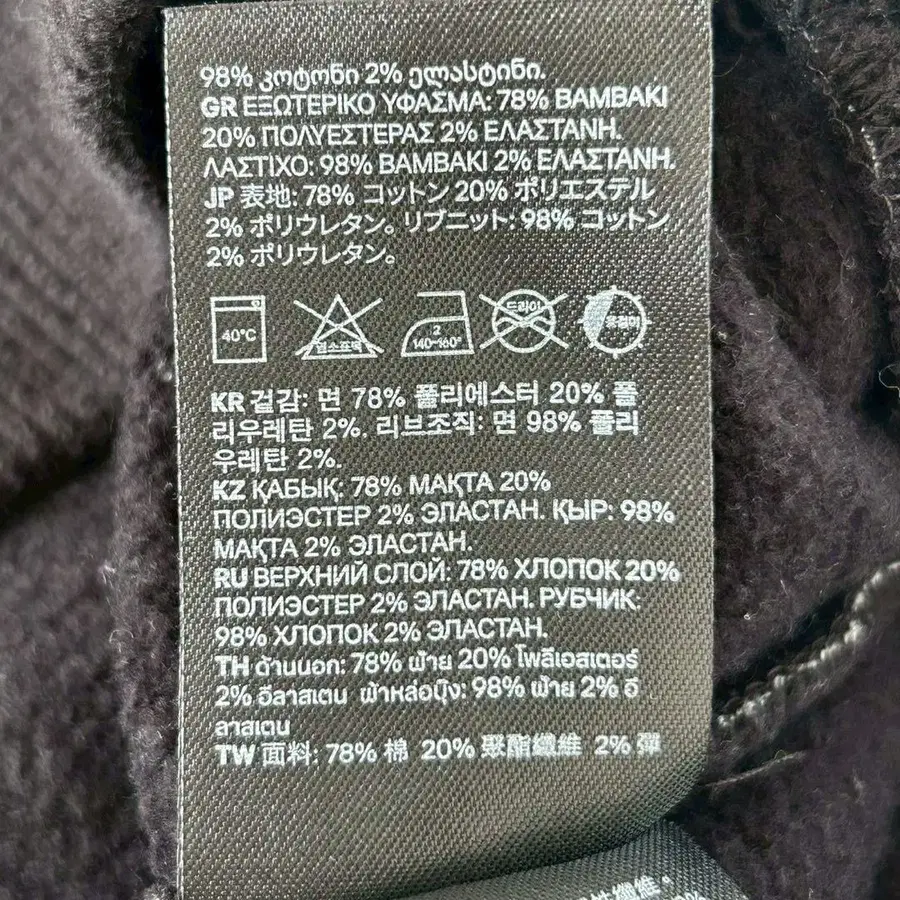 98% კოტონი 2% ელასტინი.
GR ΕΞΩΤΕΡΙΚΟ ΥΦΑΣΜΑ: 78% ΒΑΜΒΑΚΙ
20% ΠΟΛΥΕΣΤΕΡΑΣ 2% ΕΛΑΣΤΑΝΗ.
ΛΑΣΤΙΧΟ: 98% ΒΑΜΒΑΚΙ 2% ΕΛΑΣΤΑΝΗ.
JP 表地: 78% コットン 20% ポリエステル
2% ポリウレタン。リブニット: 98% コットン
2% ポリウレタン。
40°C 염소표백 2 140~160° 드라이
KR 겉감: 면 78% 폴리에스터 20% 폴
리우레탄 2%. 리브조직: 면 98% 폴리
우레탄 2%.
KZ ҚАБЫҚ: 78% МАҚТА 20%
ПОЛИЭСТЕР 2% ЭЛАСТАН. ҚЫР: 98%
МАҚТА 2% ЭЛАСТАН.
RU ВЕРХНИЙ СЛОЙ: 78% ХЛОПОК 20%
ПОЛИЭСТЕР 2% ЭЛАСТАН. РУБЧИК:
98% ХЛОПОК 2% ЭЛАСТАН.
TH ด้านนอก: 78% ฝ้าย 20% โพลีเอสเตอร์
2% อีลาสเตน ผ้าหล่อบุ๊ง: 98% ฝ้าย 2% อี
ลาสเตน
TW 面料: 78% 棉 20% 聚酯纖維 2% 彈